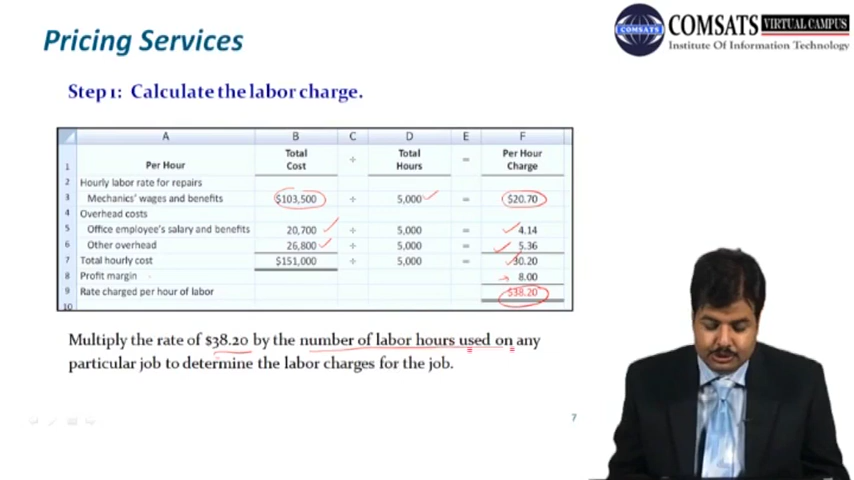 Pricing Services
COMSATS VIRTUAL CAMPUS
COMSATS
Institute Of Information Technology
Step 1: Calculate the labor charge.
A B C D E F
1 Per Hour Total Cost ÷ Total Hours = Per Hour Charge
2 Hourly labor rate for repairs
3 Mechanics' wages and benefits $103,500 ÷ 5,000 = $20.70
4 Overhead costs
5 Office employee's salary and benefits 20,700 ÷ 5,000 = 4.14
6 Other overhead 26,800 ÷ 5,000 = 5.36
7 Total hourly cost $151,000 ÷ 5,000 = 30.20
8 Profit margin 8.00
9 Rate charged per hour of labor $38.20
10
Multiply the rate of $38.20 by the number of labor hours used on any
particular job to determine the labor charges for the job.
7